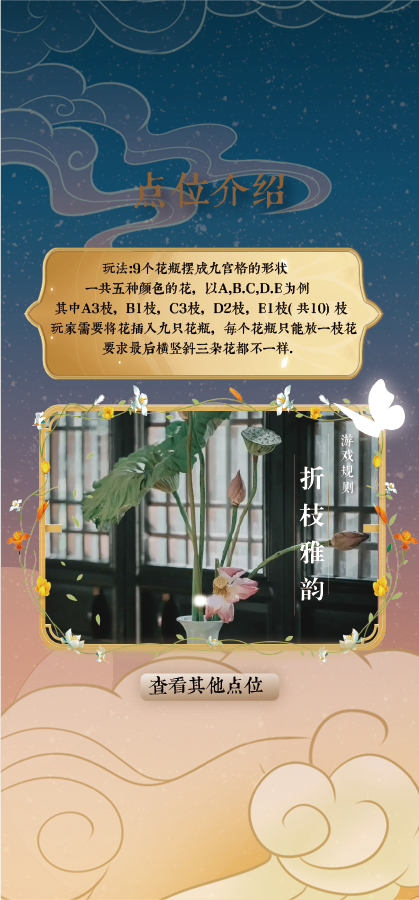 点位介绍
玩法:9个花瓶摆成九宫格的形状
一共五种颜色的花，以A,B.C,D.E为例
其中A3枝，B1枝，C3枝，D2枝，E1枝(共10)枝
玩家需要将花插入九只花瓶，每个花瓶只能放一枝花
要求最后横竖斜三朵花都不一样.
游戏规则
折枝雅韵
查看其他点位